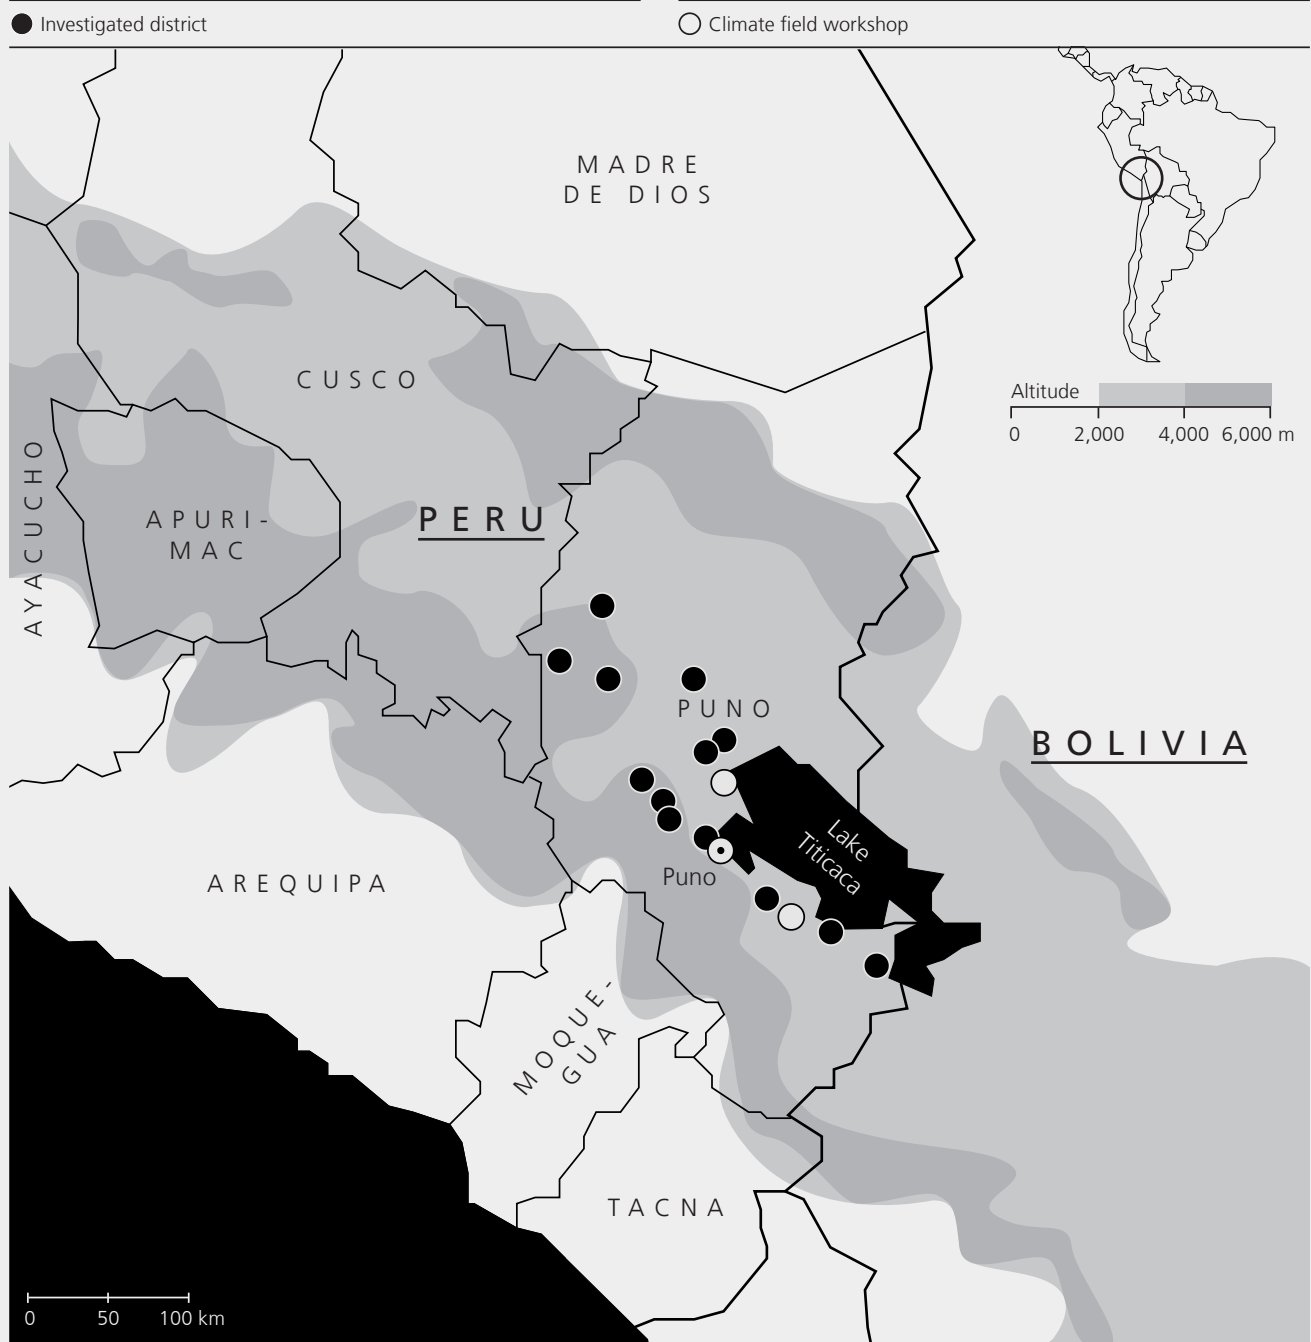 Investigated district
Climate field workshop
MADRE
DE DIOS
CUSCO
Altitude
0 2,000 4,000 6,000 m
AYACUCHO
APURI-
MAC
PERU
PUNO
BOLIVIA
Lake
Titicaca
Puno
AREQUIPA
MOQUE-
GUA
TACNA
0 50 100 km